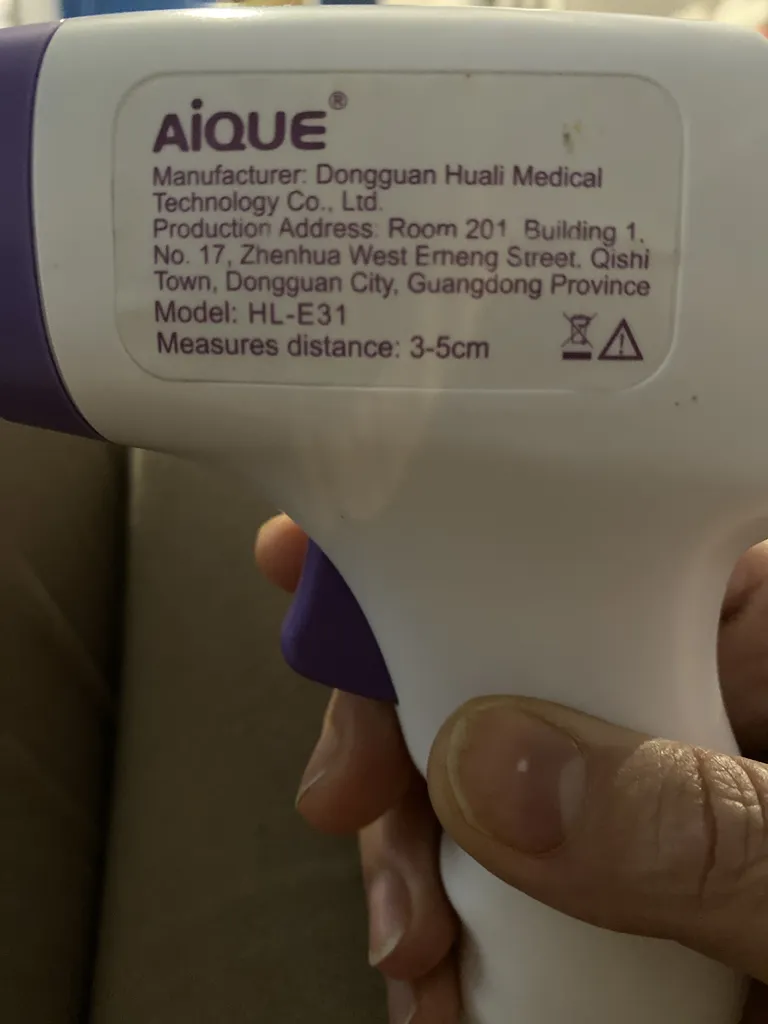 AiQUE®
Manufacturer: Dongguan Huali Medical
Technology Co., Ltd.
Production Address: Room 201, Building 1,
No. 17, Zhenhua West Erneng Street, Qishi
Town, Dongguan City, Guangdong Province
Model: HL-E31
Measures distance: 3-5cm